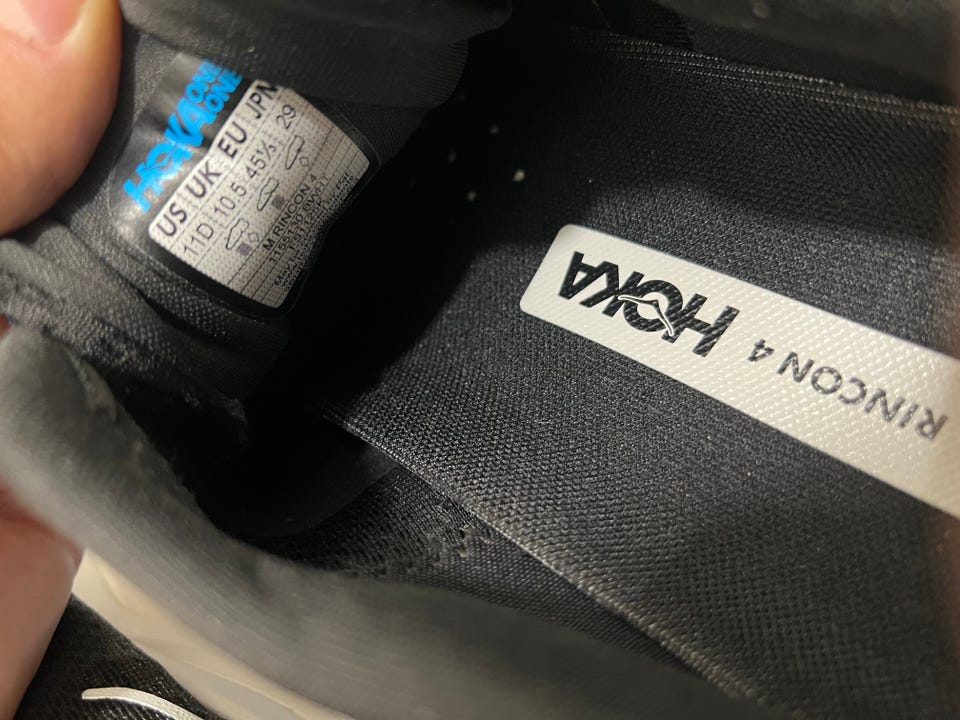 HOKA ONE ONE
US UK EU JPN
11D 10.5 45⅓ 29
M RINCON 4
HOKA
RINCON 4